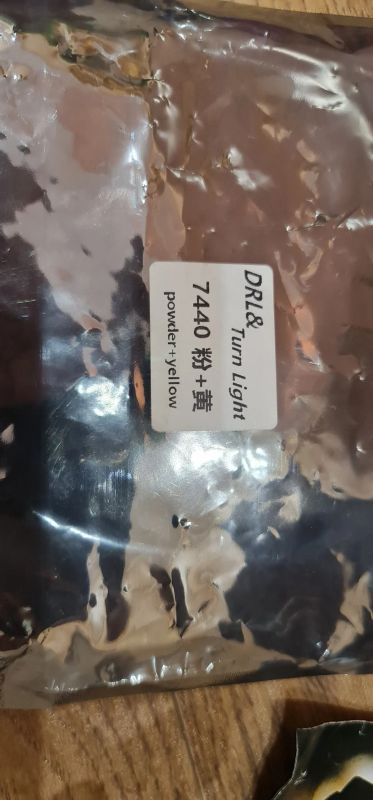 DRL&
Turn Light
7440 粉+黄
powder+yellow